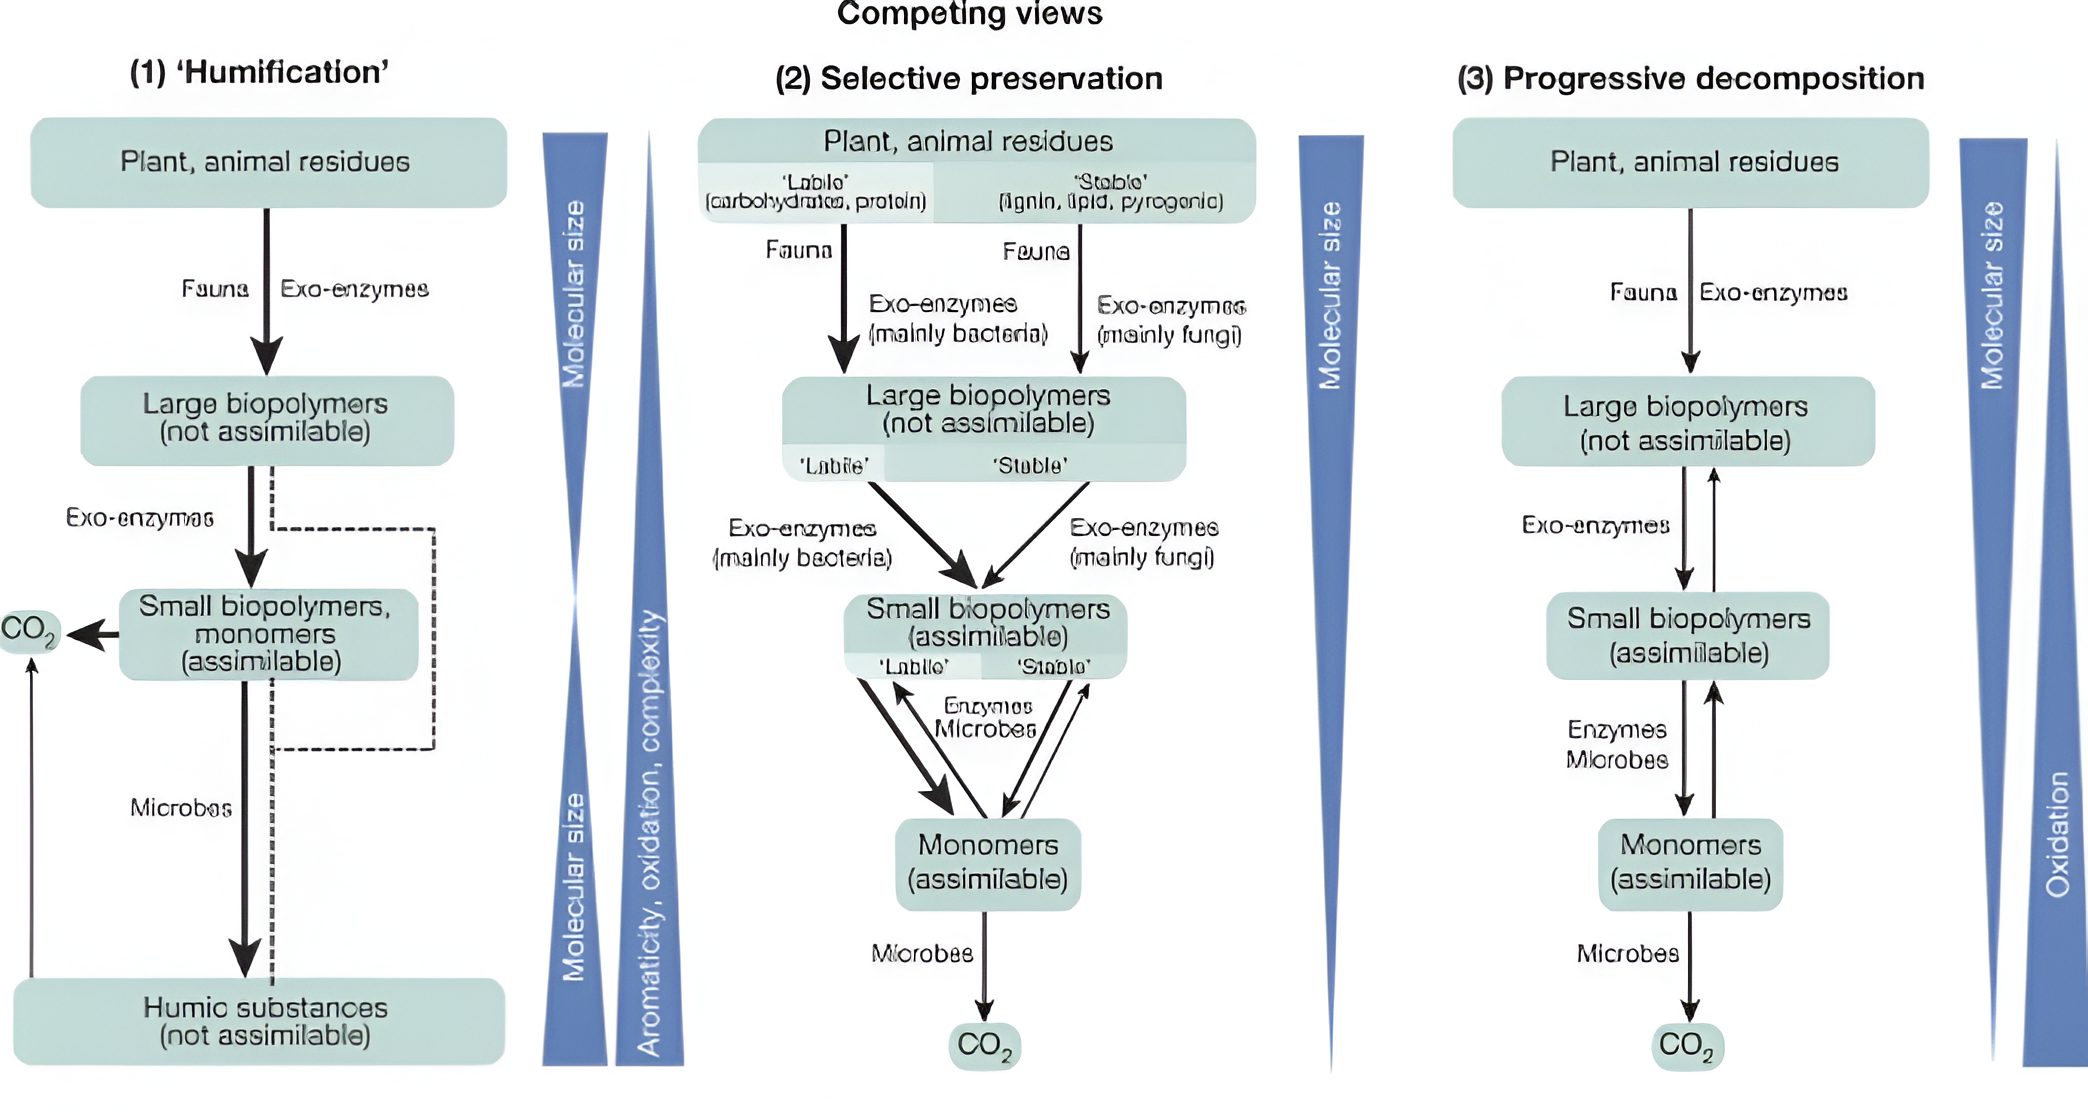 Competing views
(1) ‘Humification’
Plant, animal residues
Fauna
Exo-enzymes
Large biopolymers
(not assimilable)
Exo-enzymes
Small biopolymers,
monomers
(assimilable)
CO2
Microbes
Humic substances
(not assimilable)
Molecular size
Molecular size
Aromaticity, oxidation, complexity
(2) Selective preservation
Plant, animal residues
‘Labile’
(carbohydrates, protein)
‘Stable’
(lignin, lipid, pyrogenic)
Fauna
Fauna
Exo-enzymes
(mainly bacteria)
Exo-enzymes
(mainly fungi)
Large biopolymers
(not assimilable)
‘Labile’
‘Stable’
Exo-enzymes
(mainly bacteria)
Exo-enzymes
(mainly fungi)
Small biopolymers
(assimilable)
‘Labile’
‘Stable’
Enzymes
Microbes
Monomers
(assimilable)
Microbes
CO2
Molecular size
(3) Progressive decomposition
Plant, animal residues
Fauna
Exo-enzymes
Large biopolymers
(not assimilable)
Exo-enzymes
Small biopolymers
(assimilable)
Enzymes
Microbes
Monomers
(assimilable)
Microbes
CO2
Molecular size
Oxidation